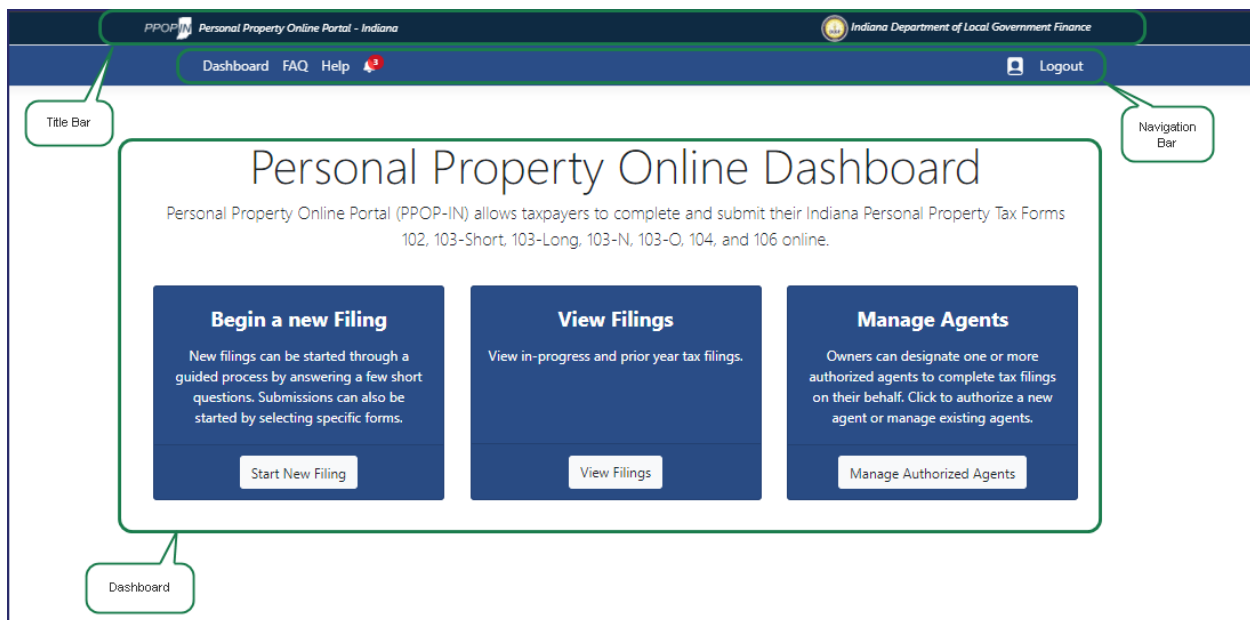 PPOP IN Personal Property Online Portal - Indiana
Indiana Department of Local Government Finance
Dashboard FAQ Help 3
Logout
Title Bar
Navigation
Bar
Personal Property Online Dashboard
Personal Property Online Portal (PPOP-IN) allows taxpayers to complete and submit their Indiana Personal Property Tax Forms
102, 103-Short, 103-Long, 103-N, 103-O, 104, and 106 online.
Begin a new Filing
New filings can be started through a
guided process by answering a few short
questions. Submissions can also be
started by selecting specific forms.
Start New Filing
View Filings
View in-progress and prior year tax filings.
View Filings
Manage Agents
Owners can designate one or more
authorized agents to complete tax filings
on their behalf. Click to authorize a new
agent or manage existing agents.
Manage Authorized Agents
Dashboard